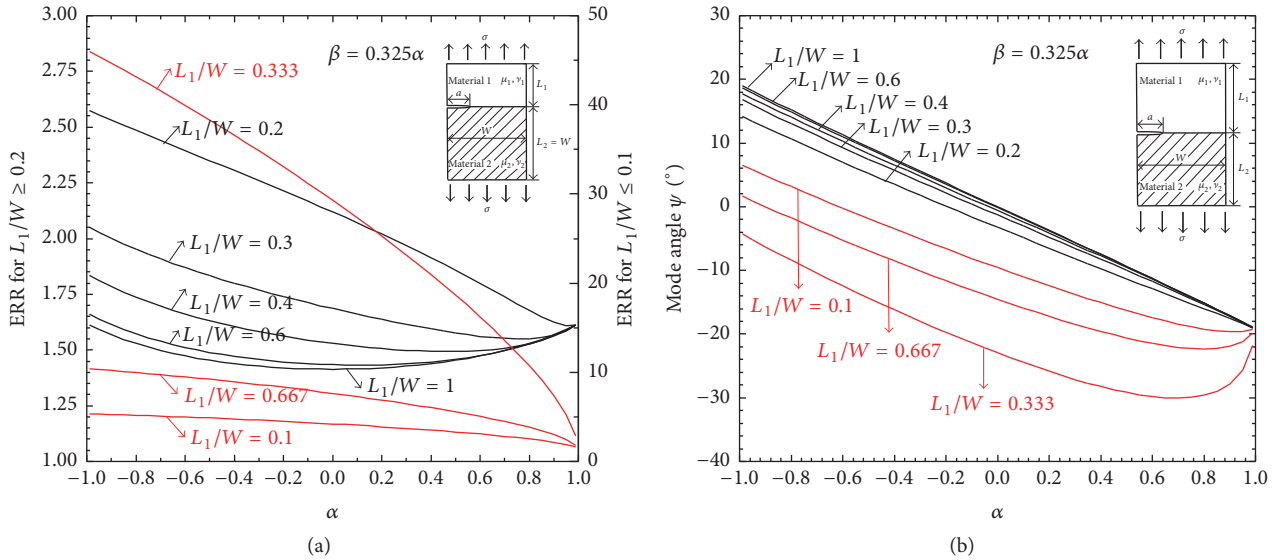 3.00
2.75
2.50
2.25
2.00
1.75
1.50
1.25
1.00
ERR for L₁/W ≥ 0.2
50
40
30
20
10
0
ERR for L₁/W ≤ 0.1
−1.0 −0.8 −0.6 −0.4 −0.2 0.0 0.2 0.4 0.6 0.8 1.0
α
(a)
β = 0.325α
L₁/W = 0.333
L₁/W = 0.2
L₁/W = 0.3
L₁/W = 0.4
L₁/W = 0.6
L₁/W = 1
L₁/W = 0.667
L₁/W = 0.1
σ
Material 1 μ₁, ν₁
L₁
a
W
L₂ = W
Material 2 μ₂, ν₂
σ
30
20
10
0
−10
−20
−30
−40
Mode angle ψ (°)
−1.0 −0.8 −0.6 −0.4 −0.2 0.0 0.2 0.4 0.6 0.8 1.0
α
(b)
β = 0.325α
L₁/W = 1
L₁/W = 0.6
L₁/W = 0.4
L₁/W = 0.3
L₁/W = 0.2
L₁/W = 0.1
L₁/W = 0.667
L₁/W = 0.333
σ
Material 1 μ₁, ν₁
L₁
a
W
L₂
Material 2 μ₂, ν₂
σ